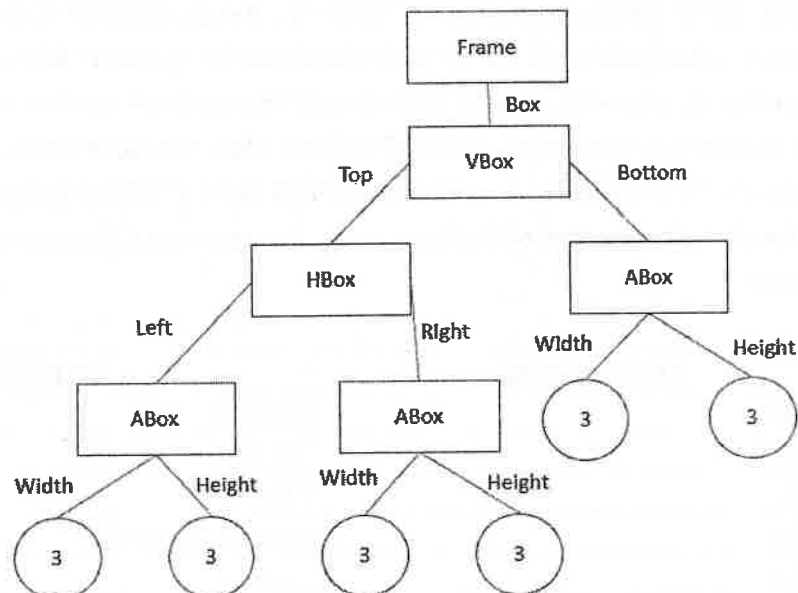 Frame
Box
VBox
Top
Bottom
HBox
ABox
Left
Right
Width
Height
3
3
ABox
ABox
Width
Height
Width
Height
3
3
3
3